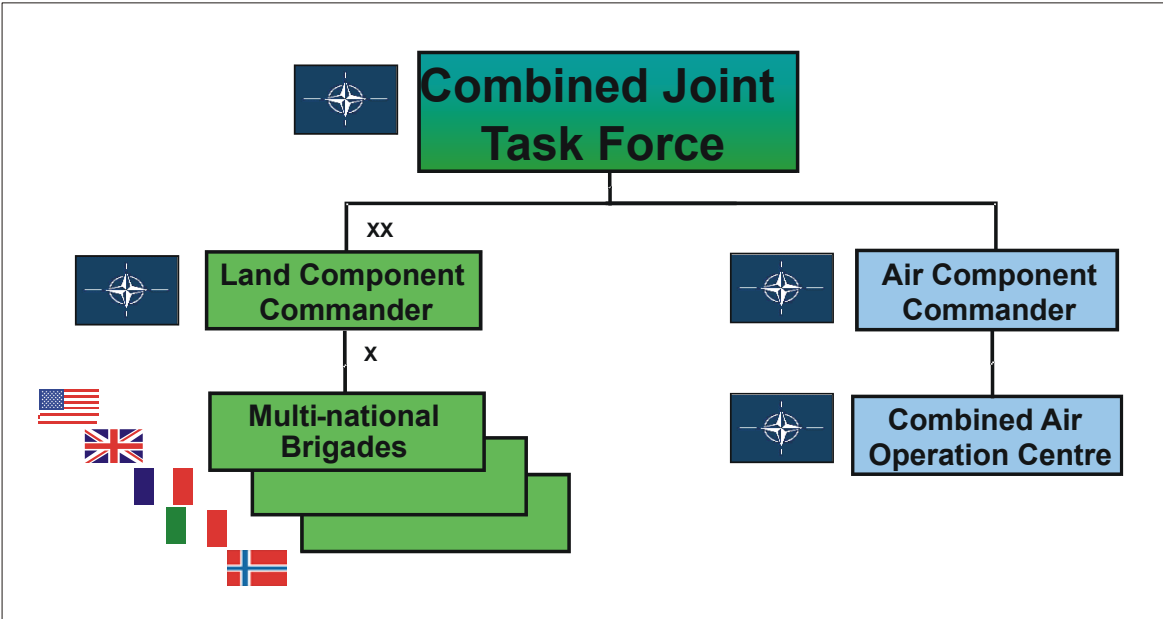 Combined Joint
Task Force
XX
Land Component
Commander
Air Component
Commander
X
Multi-national
Brigades
Combined Air
Operation Centre